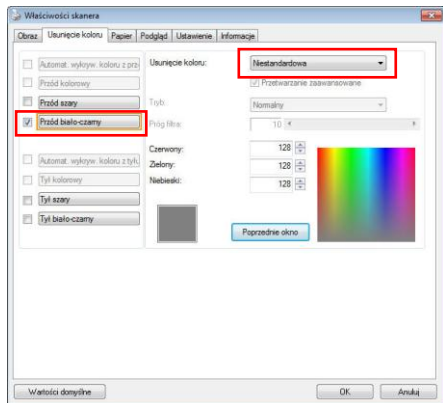 Właściwości skanera
Obraz Usunięcie koloru Papier Podgląd Ustawienie Informacje
Automat. wykryw. koloru z prz
Usunięcie koloru:
Niestandardowa
Przód kolorowy
Przetwarzanie zaawansowane
Przód szary
Tryb:
Normalny
Przód biało-czarny
Próg filtra:
10
Automat. wykryw. koloru z tyłu
Czerwony:
128
Tył kolorowy
Zielony:
128
Niebieski:
128
Tył szary
Tył biało-czarny
Poprzednie okno
Wartości domyślne
OK
Anuluj